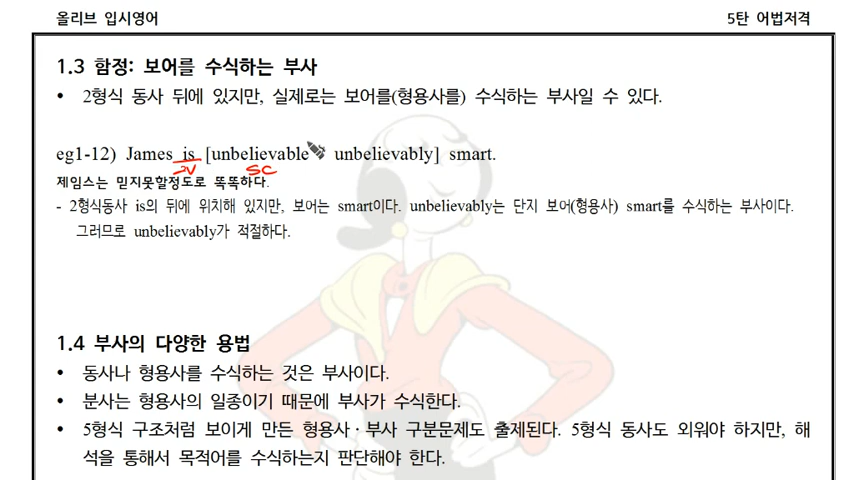 올리브 입시영어
5탄 어법저격
1.3 함정: 보어를 수식하는 부사
• 2형식 동사 뒤에 있지만, 실제로는 보어를(형용사를) 수식하는 부사일 수 있다.
eg1-12) James is [unbelievable unbelievably] smart.
2V SC
제임스는 믿지못할정도로 똑똑하다.
- 2형식동사 is의 뒤에 위치해 있지만, 보어는 smart이다. unbelievably는 단지 보어(형용사) smart를 수식하는 부사이다.
그러므로 unbelievably가 적절하다.
1.4 부사의 다양한 용법
• 동사나 형용사를 수식하는 것은 부사이다.
• 분사는 형용사의 일종이기 때문에 부사가 수식한다.
• 5형식 구조처럼 보이게 만든 형용사·부사 구분문제도 출제된다. 5형식 동사도 외워야 하지만, 해
석을 통해서 목적어를 수식하는지 판단해야 한다.